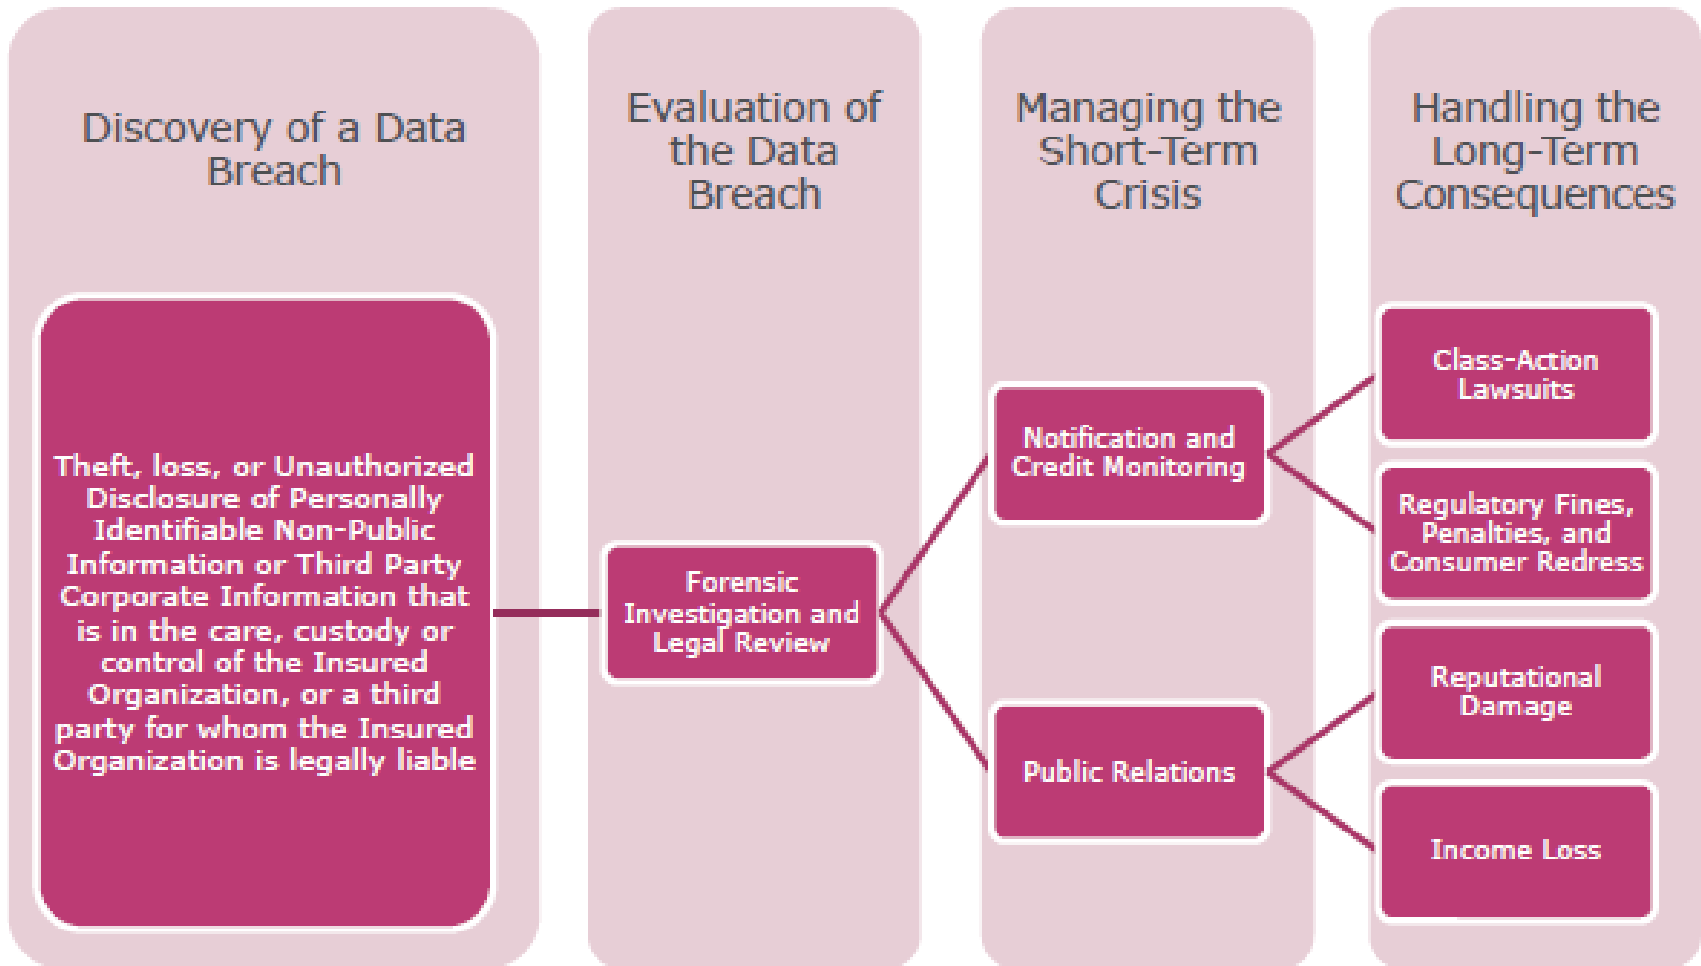 Discovery of a Data
Breach
Theft, loss, or Unauthorized
Disclosure of Personally
Identifiable Non-Public
Information or Third Party
Corporate Information that
is in the care, custody or
control of the Insured
Organization, or a third
party for whom the Insured
Organization is legally liable
Evaluation of
the Data
Breach
Forensic
Investigation and
Legal Review
Managing the
Short-Term
Crisis
Notification and
Credit Monitoring
Public Relations
Handling the
Long-Term
Consequences
Class-Action
Lawsuits
Regulatory Fines,
Penalties, and
Consumer Redress
Reputational
Damage
Income Loss